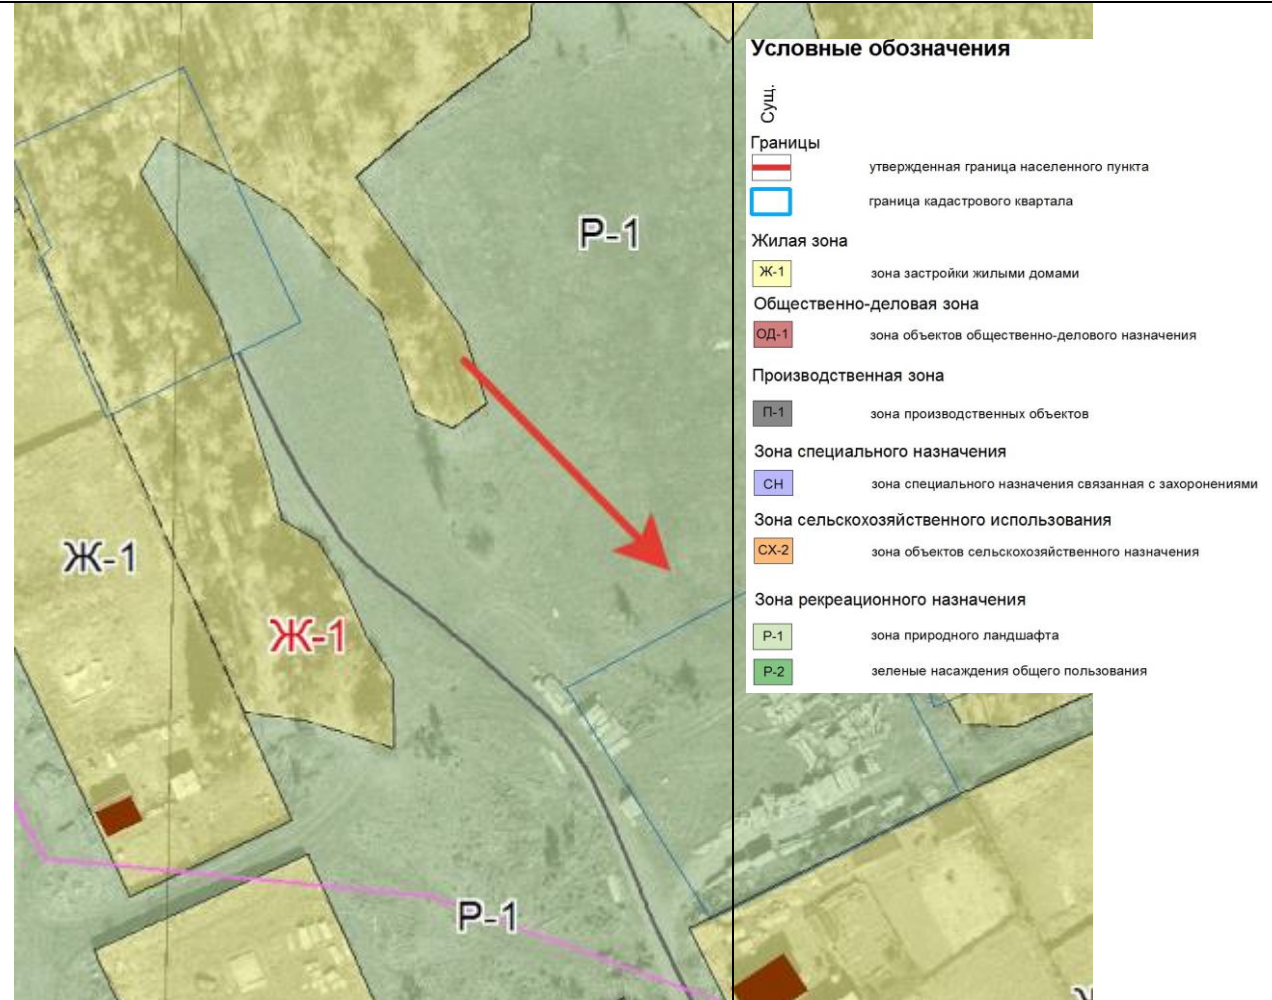 Условные обозначения
Сущ.
Границы
утвержденная граница населенного пункта
граница кадастрового квартала
Жилая зона
Ж-1 зона застройки жилыми домами
Общественно-деловая зона
ОД-1 зона объектов общественно-делового назначения
Производственная зона
П-1 зона производственных объектов
Зона специального назначения
СН зона специального назначения связанная с захоронениями
Зона сельскохозяйственного использования
СХ-2 зона объектов сельскохозяйственного назначения
Зона рекреационного назначения
Р-1 зона природного ландшафта
Р-2 зеленые насаждения общего пользования
Р-1
Ж-1
Ж-1
Р-1